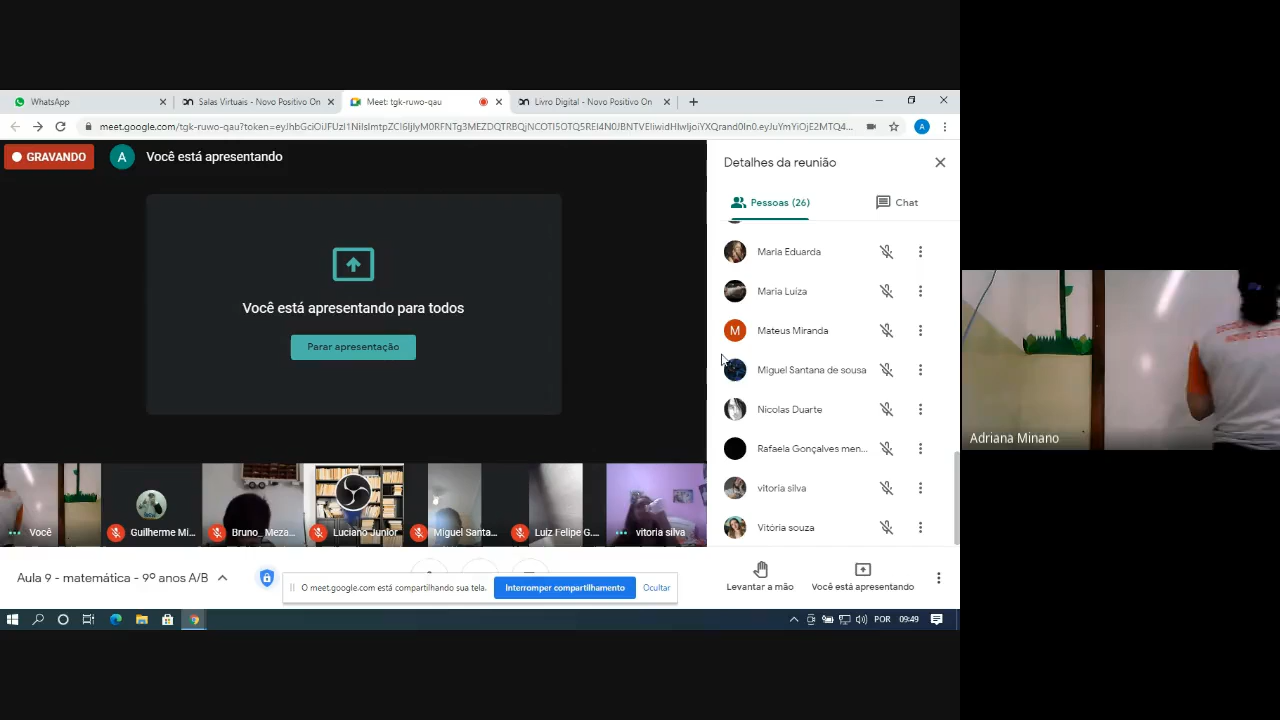 WhatsApp
Salas Virtuais - Novo Positivo On
Meet: tgk-ruwo-qau
Livro Digital - Novo Positivo On
GRAVANDO
A
Você está apresentando
Você está apresentando para todos
Parar apresentação
Detalhes da reunião
Pessoas (26)
Chat
Maria Eduarda
Maria Luiza
M
Mateus Miranda
Miguel Santana de sousa
Nicolas Duarte
Rafaela Gonçalves men...
vitoria silva
Vitória souza
Você
Guilherme Mi...
Bruno_ Meza...
Luciano Junior
Miguel Santa...
Luiz Felipe G....
vitoria silva
Aula 9 - matemática - 9º anos A/B
O meet.google.com está compartilhando sua tela.
Interromper compartilhamento
Ocultar
Levantar a mão
Você está apresentando
POR
09:49
Adriana Minano